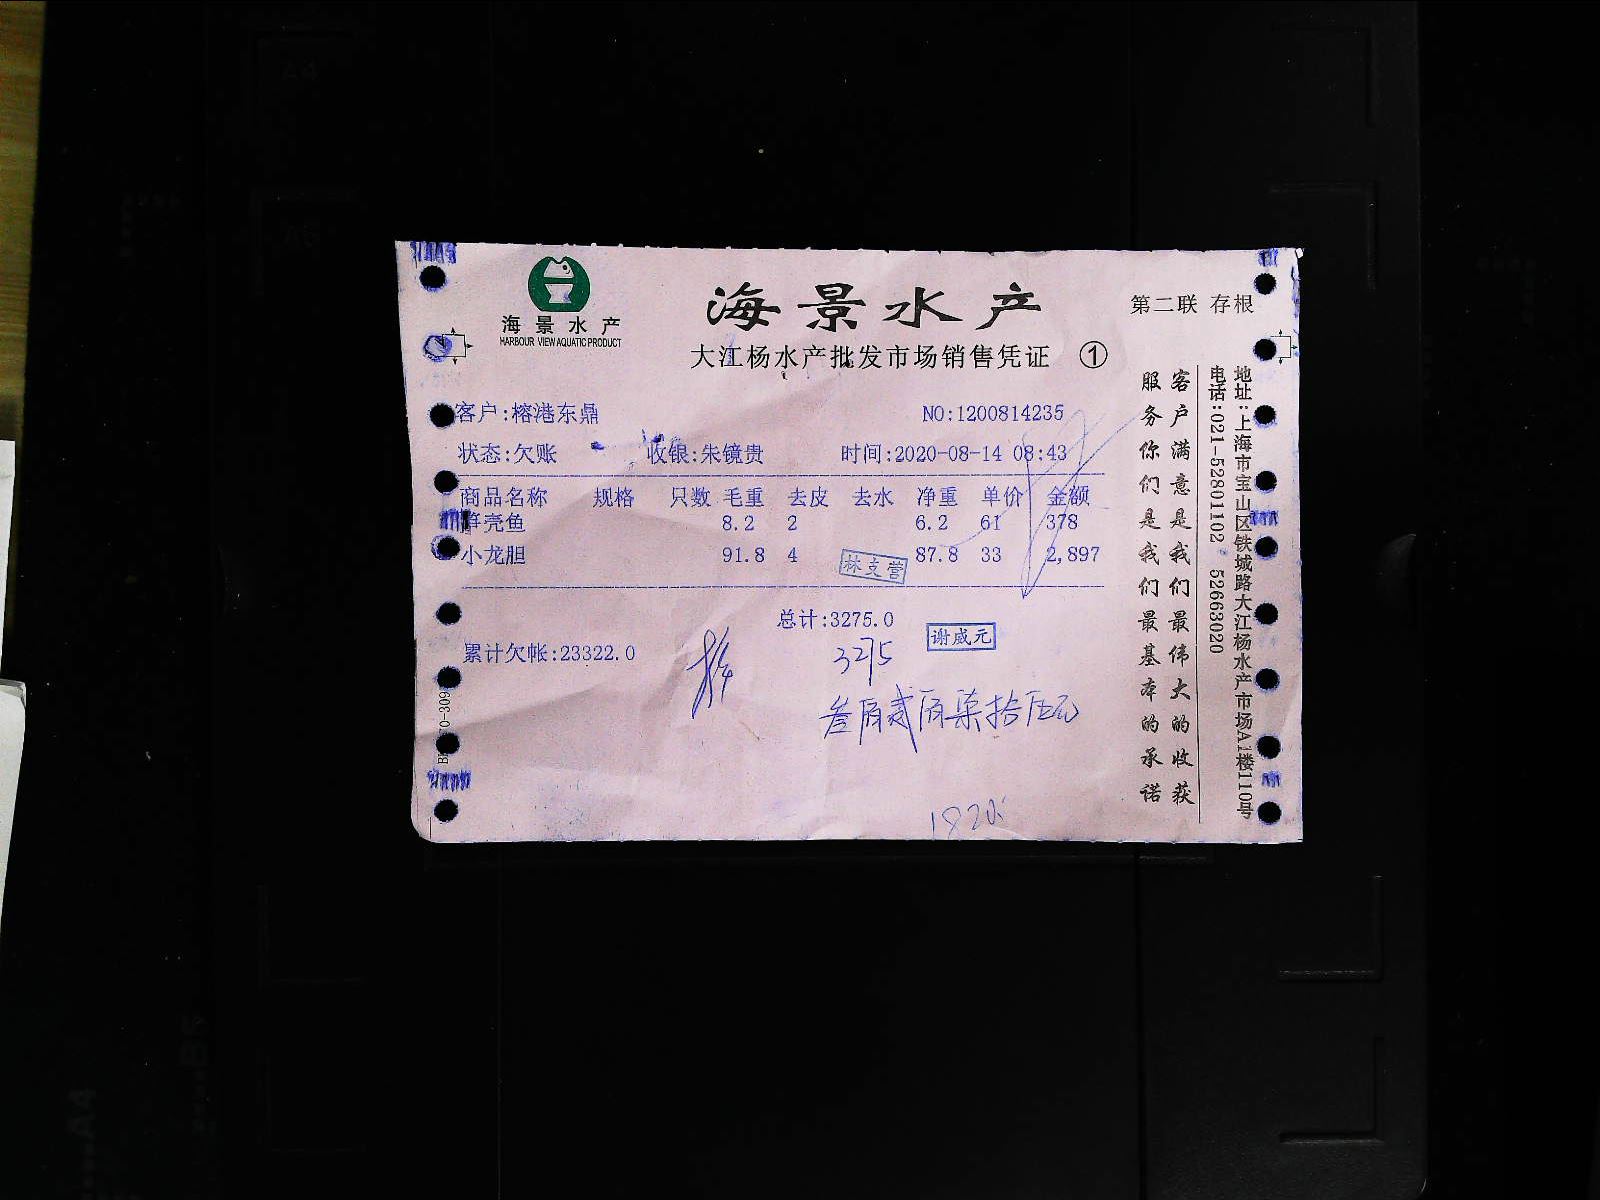 海景水产
HARBOUR VIEW AQUATIC PRODUCT
海景水产
大江杨水产批发市场销售凭证 ①
第二联 存根
客户:榕港东鼎 NO:1200814235
状态:欠账 收银:朱镜贵 时间:2020-08-14 08:43
商品名称 规格 只数 毛重 去皮 去水 净重 单价 金额
笋壳鱼 8.2 2 6.2 61 378
小龙胆 91.8 4 87.8 33 2,897
林支营
总计:3275.0
谢咸元
累计欠帐:23322.0
3275
叁仟贰佰柒拾伍元
客户满意是我们最伟大的收获
服务你们是我们最基本的承诺
地址:上海市宝山区铁城路大江杨水产市场A1楼110号
电话:021-52801102 52663020